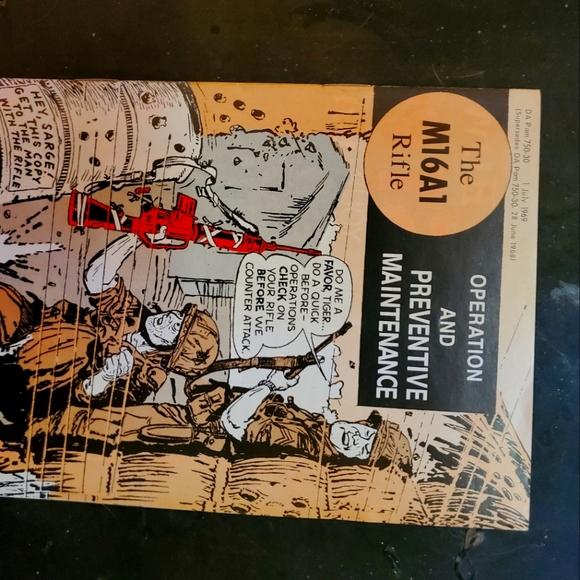 DA Pam 750-30 1 July 1969
(Supersedes DA Pam 750-30, 28 June 1968)
The
M16A1
Rifle
OPERATION
AND
PREVENTIVE
MAINTENANCE
DO ME A
FAVOR TIGER...
DO A QUICK
BEFORE-
OPERATIONS
CHECK ON
YOUR RIFLE
BEFORE WE
COUNTER ATTACK.
HEY, SARGE!
GET THIS COPY
TO THE
THE RIFLE
WITH